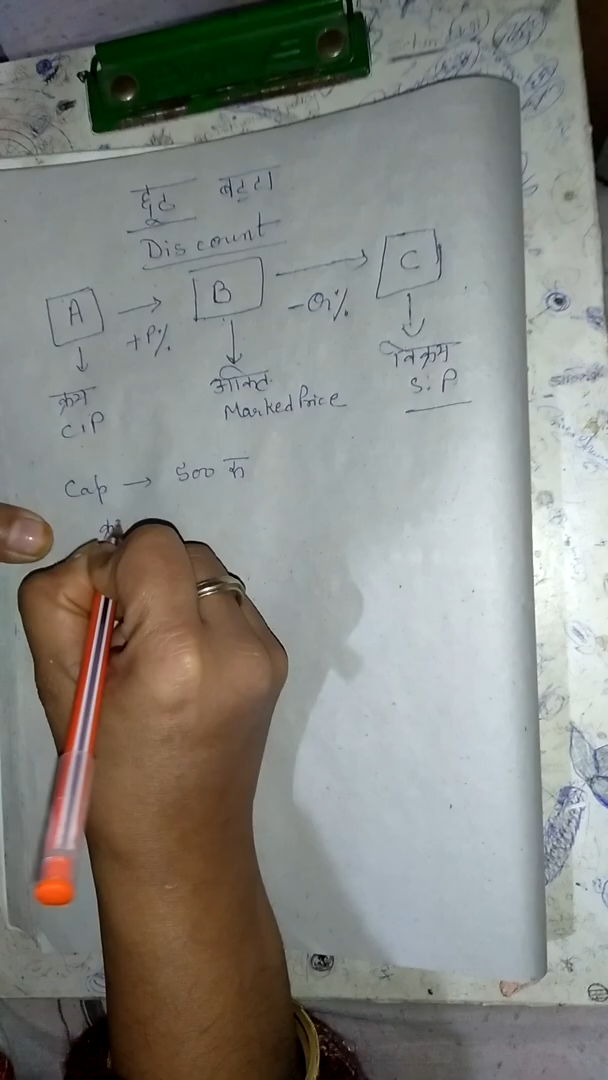 छूट बट्टा
Discount
A → B → C
+P% -D%
क्रय अंकित विक्रय
C.P Marked Price S.P
Cap → 500 रु